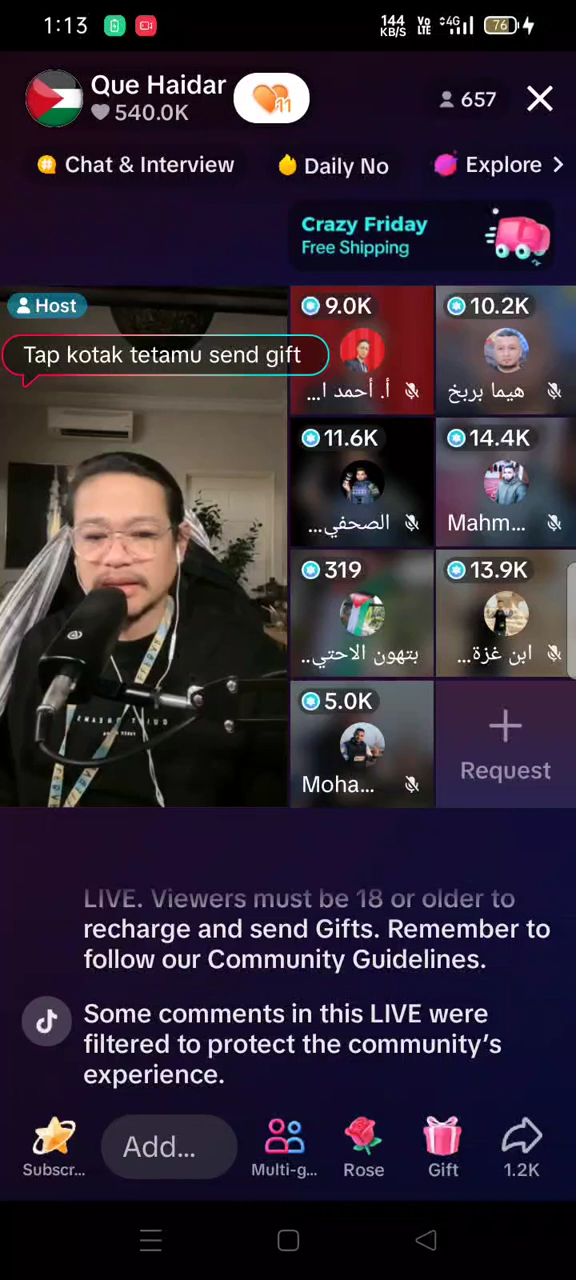 1:13
144
KB/S
Vo
LTE
4G
76
Que Haidar
11
540.0K
657
Chat & Interview
Daily No
Explore >
Crazy Friday
Free Shipping
Host
Tap kotak tetamu send gift
9.0K
أ. أحمد ا...
10.2K
هيما بربخ
11.6K
الصحفي...
14.4K
Mahm...
319
بتهون الاحتي...
13.9K
ابن غزة...
5.0K
Moha...
+
Request
LIVE. Viewers must be 18 or older to
recharge and send Gifts. Remember to
follow our Community Guidelines.
Some comments in this LIVE were
filtered to protect the community’s
experience.
Subscr...
Add...
Multi-g...
Rose
Gift
1.2K